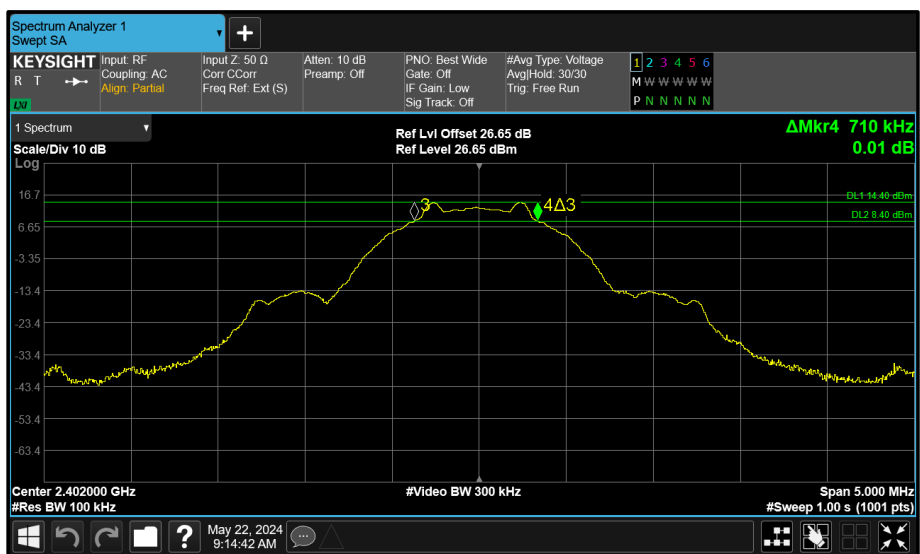 Spectrum Analyzer 1
Swept SA
+
KEYSIGHT
R T
LXI
Input: RF
Coupling: AC
Align: Partial
Input Z: 50 Ω
Corr CCorr
Freq Ref: Ext (S)
Atten: 10 dB
Preamp: Off
PNO: Best Wide
Gate: Off
IF Gain: Low
Sig Track: Off
#Avg Type: Voltage
Avg|Hold: 30/30
Trig: Free Run
1 2 3 4 5 6
M W W W W W
P N N N N N
1 Spectrum
Scale/Div 10 dB
Ref Lvl Offset 26.65 dB
Ref Level 26.65 dBm
ΔMkr4 710 kHz
0.01 dB
Log
16.7
6.65
-3.35
-13.4
-23.4
-33.4
-43.4
-53.4
-63.4
3
4Δ3
DL1 14.40 dBm
DL2 8.40 dBm
Center 2.402000 GHz
#Res BW 100 kHz
#Video BW 300 kHz
Span 5.000 MHz
#Sweep 1.00 s (1001 pts)
?
May 22, 2024
9:14:42 AM